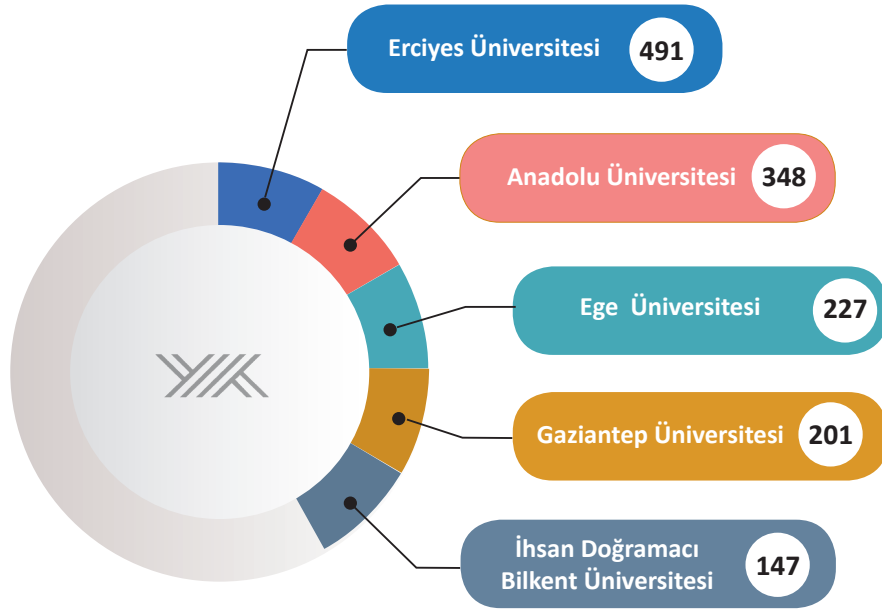 Erciyes Üniversitesi 491
Anadolu Üniversitesi 348
Ege Üniversitesi 227
Gaziantep Üniversitesi 201
İhsan Doğramacı
Bilkent Üniversitesi 147